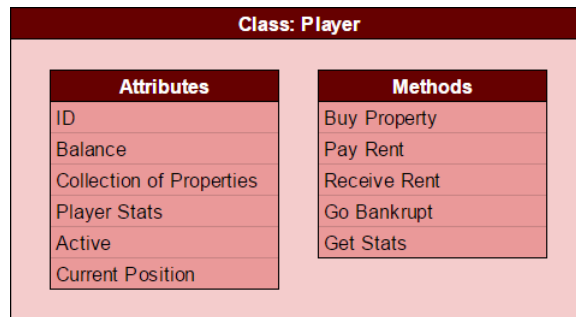 Class: Player
Attributes
ID
Balance
Collection of Properties
Player Stats
Active
Current Position
Methods
Buy Property
Pay Rent
Receive Rent
Go Bankrupt
Get Stats